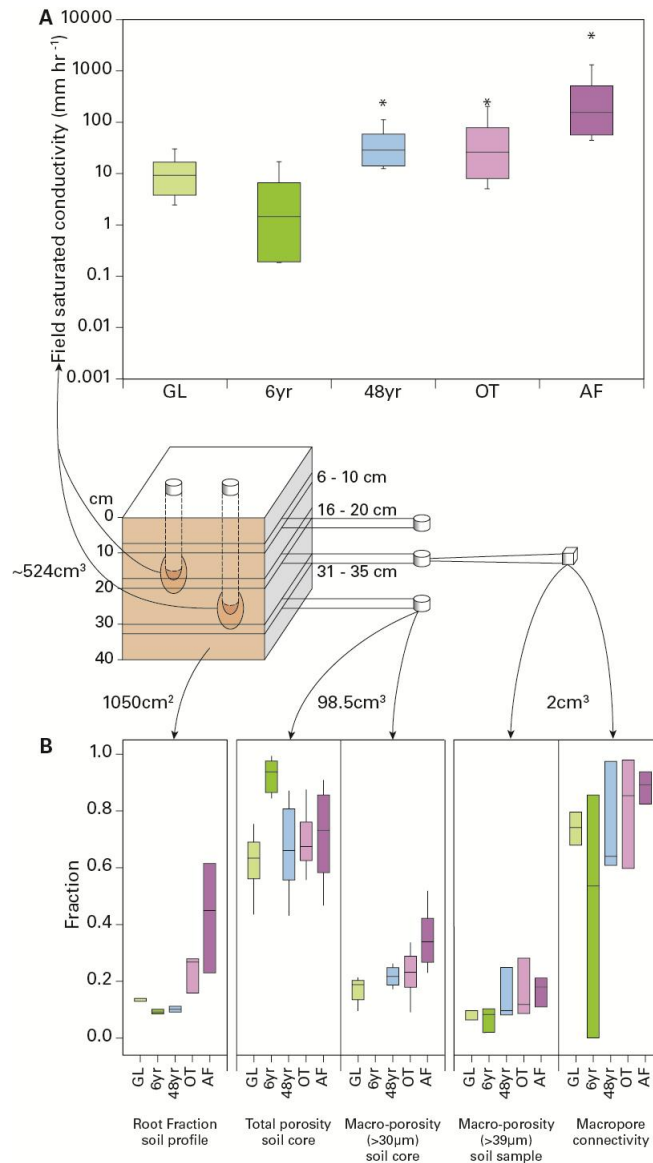 A
Field saturated conductivity (mm hr -1)
10000
1000
100
10
1
0.1
0.01
0.001
*
*
*
GL 6yr 48yr OT AF
cm
0
10
20
30
40
~524cm³
6 - 10 cm
16 - 20 cm
31 - 35 cm
1050cm²
98.5cm³
2cm³
B
Fraction
1.0
0.8
0.6
0.4
0.2
0.0
GL 6yr 48yr OT AF
GL 6yr 48yr OT AF
GL 6yr 48yr OT AF
GL 6yr 48yr OT AF
GL 6yr 48yr OT AF
Root Fraction
soil profile
Total porosity
soil core
Macro-porosity
(>30µm)
soil core
Macro-porosity
(>39µm)
soil sample
Macropore
connectivity